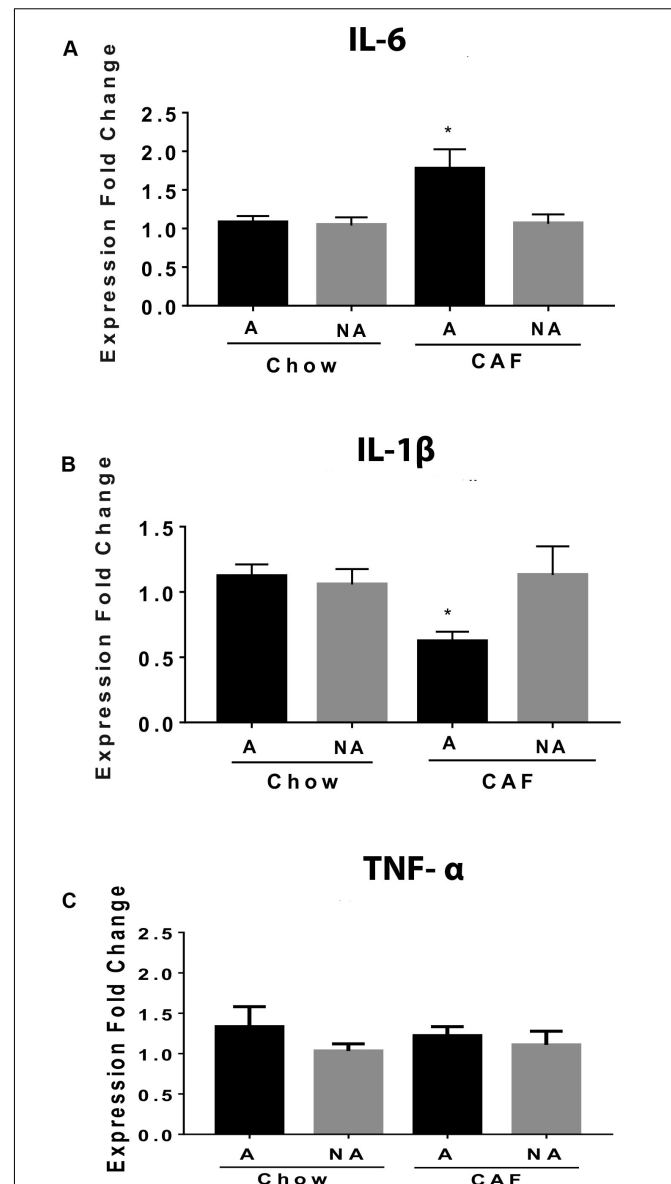 A
IL-6
Expression Fold Change
2.5
2.0
1.5
1.0
0.5
0.0
*
A NA A NA
Chow CAF
B
IL-1β
Expression Fold Change
1.5
1.0
0.5
0.0
*
A NA A NA
Chow CAF
C
TNF- α
Expression Fold Change
2.5
2.0
1.5
1.0
0.5
0.0
A NA A NA
Chow CAF